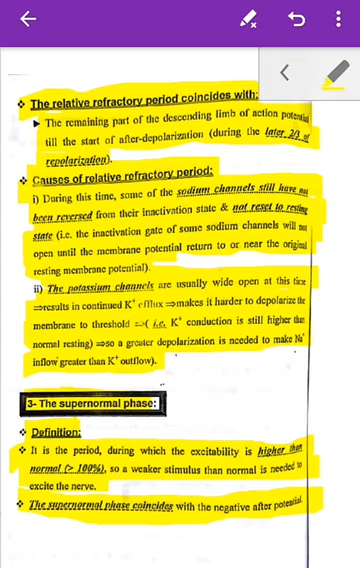 ❖ The relative refractory period coincides with:
➤ The remaining part of the descending limb of action potential
till the start of after-depolarization (during the later 2/3 of
repolarization).
❖ Causes of relative refractory period:
i) During this time, some of the sodium channels still have not
been reversed from their inactivation state & not reset to resting
state (i.e. the inactivation gate of some sodium channels will not
open until the membrane potential return to or near the original
resting membrane potential).
ii) The potassium channels are usually wide open at this time
⇒results in continued K⁺ efflux ⇒makes it harder to depolarize the
membrane to threshold ⇒( i.e. K⁺ conduction is still higher than
normal resting) ⇒so a greater depolarization is needed to make Na⁺
inflow greater than K⁺ outflow).
3- The supernormal phase:
❖ Definition:
❖ It is the period, during which the excitability is higher than
normal (> 100%), so a weaker stimulus than normal is needed to
excite the nerve.
❖ The supernormal phase coincides with the negative after potential.